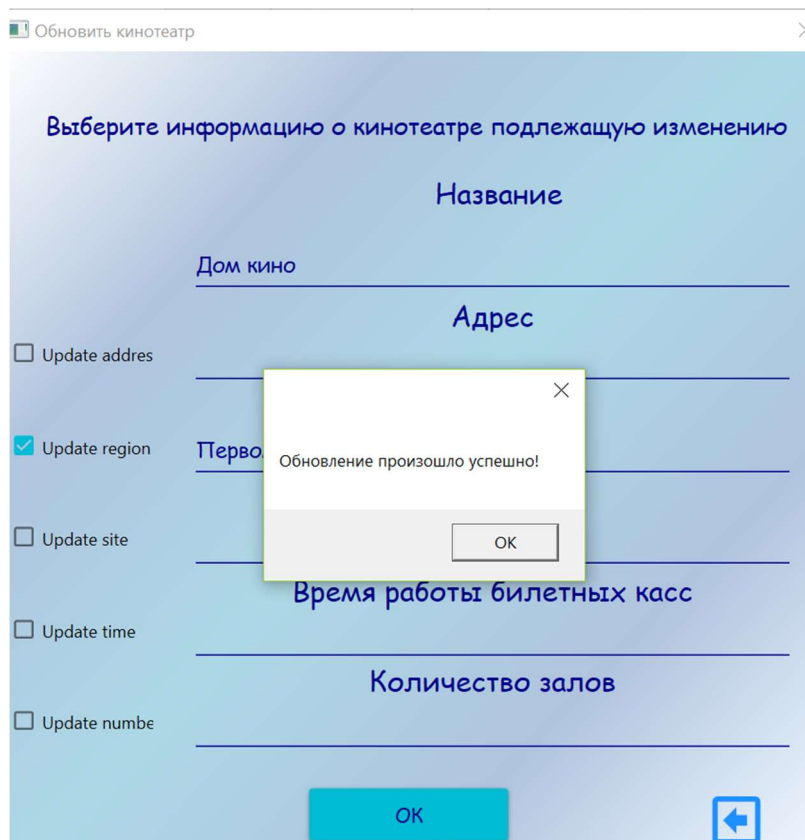 Обновить кинотеатр
Выберите информацию о кинотеатре подлежащую изменению
Название
Дом кино
Адрес
Update addres
Update region
Обновление произошло успешно!
Update site
OK
Время работы билетных касс
Update time
Количество залов
Update numbe
OK